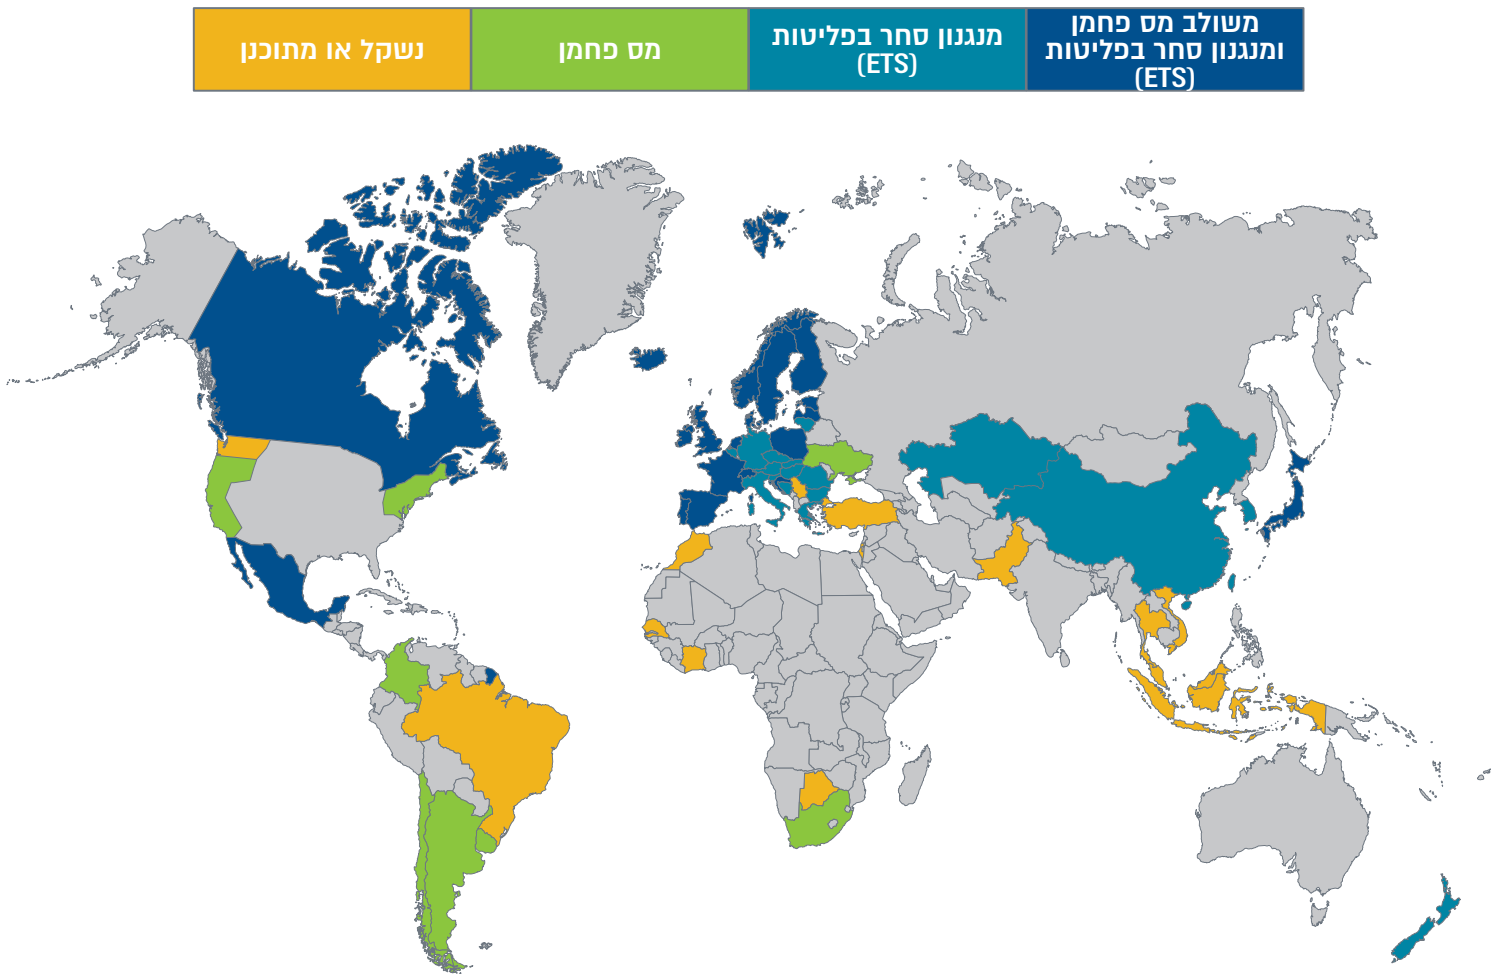 משולב מס פחמן
ומנגנון סחר בפליטות
(ETS)
מנגנון סחר בפליטות
(ETS)
מס פחמן
נשקל או מתוכנן